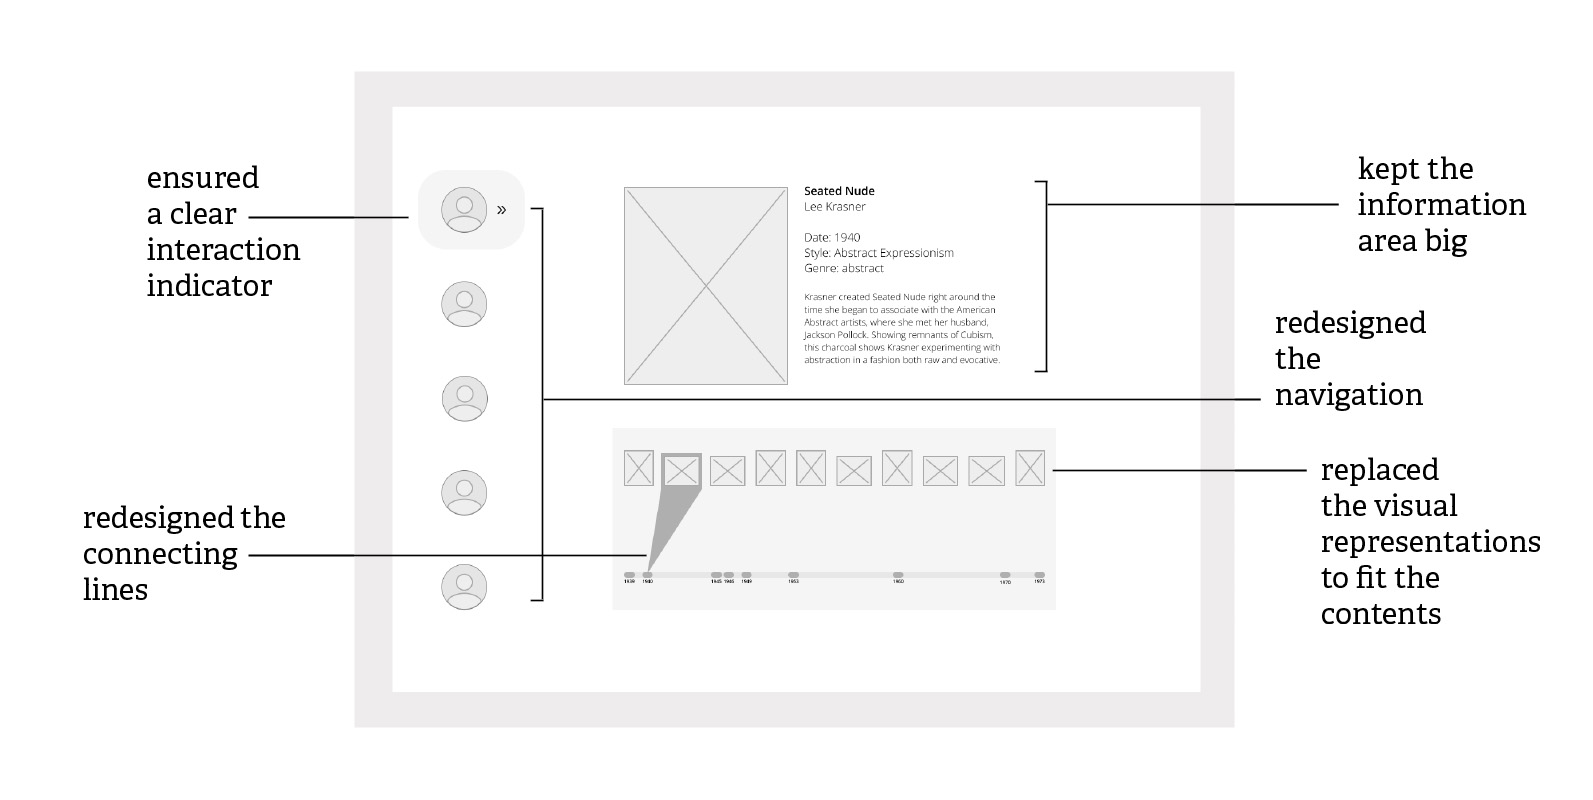 ensured
a clear
interaction
indicator
redesigned the
connecting
lines
»
Seated Nude
Lee Krasner
Date: 1940
Style: Abstract Expressionism
Genre: abstract
Krasner created Seated Nude right around the
time she began to associate with the American
Abstract artists, where she met her husband,
Jackson Pollock. Showing remnants of Cubism,
this charcoal shows Krasner experimenting with
abstraction in a fashion both raw and evocative.
1939 1940 1945 1946 1949 1953 1960 1970 1973
kept the
information
area big
redesigned
the
navigation
replaced
the visual
representations
to fit the
contents